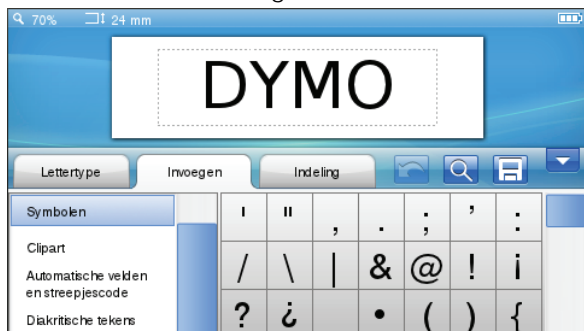 70% 24 mm
DYMO
Lettertype Invoegen Indeling
Symbolen
Clipart
Automatische velden
en streepjescode
Diakritische tekens
' " , . ; ’ :
/ \ | & @ ! ¡
? ¿ • ( ) {